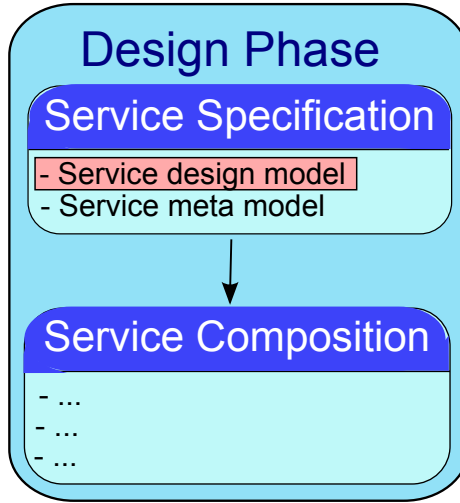 Design Phase
Service Specification
- Service design model
- Service meta model
Service Composition
- ...
- ...
- ...